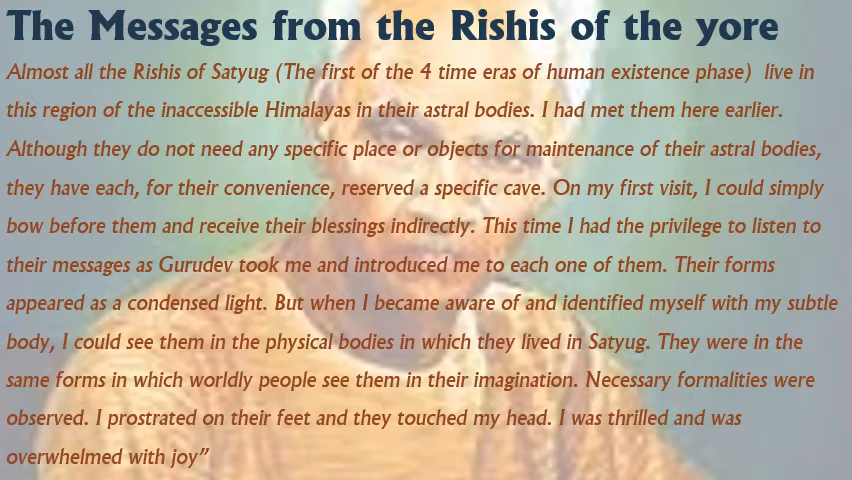 The Messages from the Rishis of the yore
Almost all the Rishis of Satyug (The first of the 4 time eras of human existence phase)  live in
this region of the inaccessible Himalayas in their astral bodies. I had met them here earlier.
Although they do not need any specific place or objects for maintenance of their astral bodies,
they have each, for their convenience, reserved a specific cave. On my first visit, I could simply
bow before them and receive their blessings indirectly. This time I had the privilege to listen to
their messages as Gurudev took me and introduced me to each one of them. Their forms
appeared as a condensed light. But when I became aware of and identified myself with my subtle
body, I could see them in the physical bodies in which they lived in Satyug. They were in the
same forms in which worldly people see them in their imagination. Necessary formalities were
observed. I prostrated on their feet and they touched my head. I was thrilled and was
overwhelmed with joy”